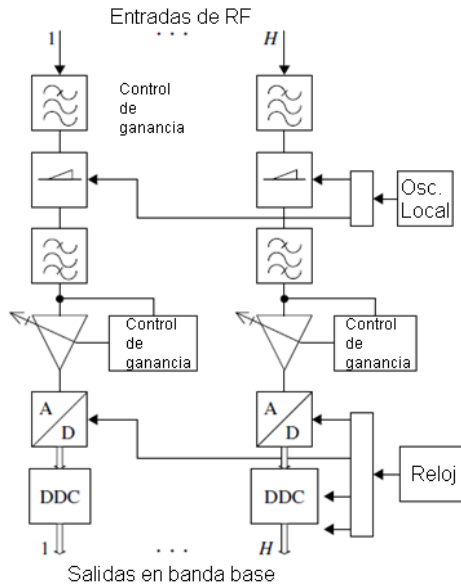 Entradas de RF
1 . . . H
Control
de
ganancia
Osc.
Local
Control
de
ganancia
Control
de
ganancia
A
D
A
D
Reloj
DDC
DDC
1 . . . H
Salidas en banda base